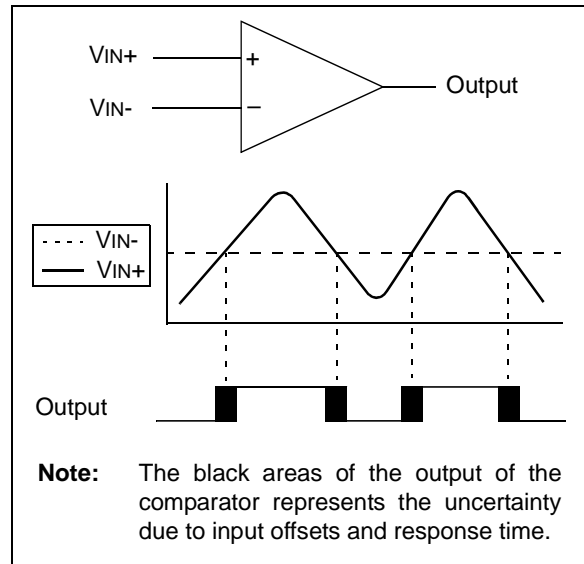 VIN+
+
Output
VIN-
−
VIN-
VIN+
Output
Note: The black areas of the output of the
comparator represents the uncertainty
due to input offsets and response time.